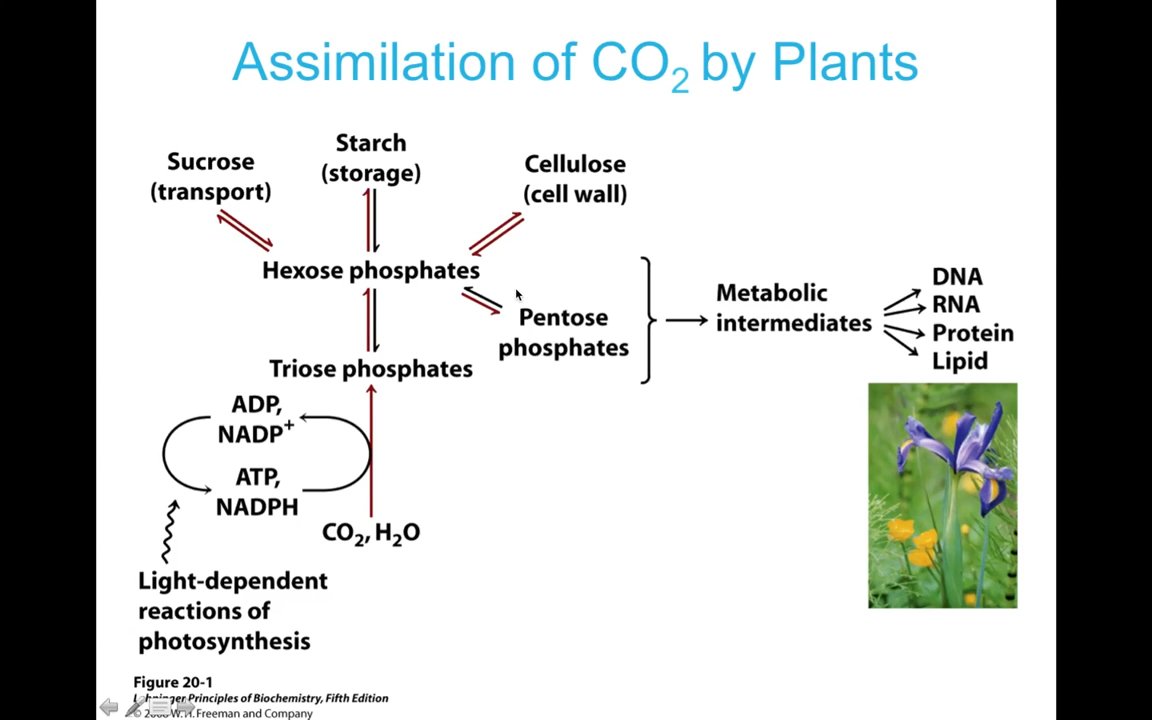 Assimilation of CO₂ by Plants
Starch
(storage)
Sucrose
(transport)
Cellulose
(cell wall)
Hexose phosphates
Pentose
phosphates
Metabolic
intermediates
DNA
RNA
Protein
Lipid
Triose phosphates
ADP,
NADP⁺
ATP,
NADPH
CO₂, H₂O
Light-dependent
reactions of
photosynthesis
Figure 20-1
Principles of Biochemistry, Fifth Edition
W. H. Freeman and Company